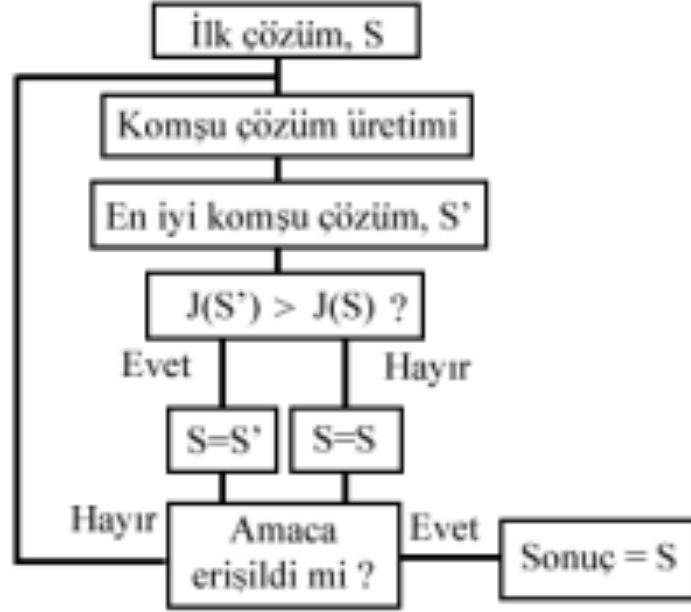 İlk çözüm, S
Komşu çözüm üretimi
En iyi komşu çözüm, S’
J(S’) > J(S) ?
Evet
Hayır
S=S’
S=S
Hayır
Amaca
erişildi mi ?
Evet
Sonuç = S